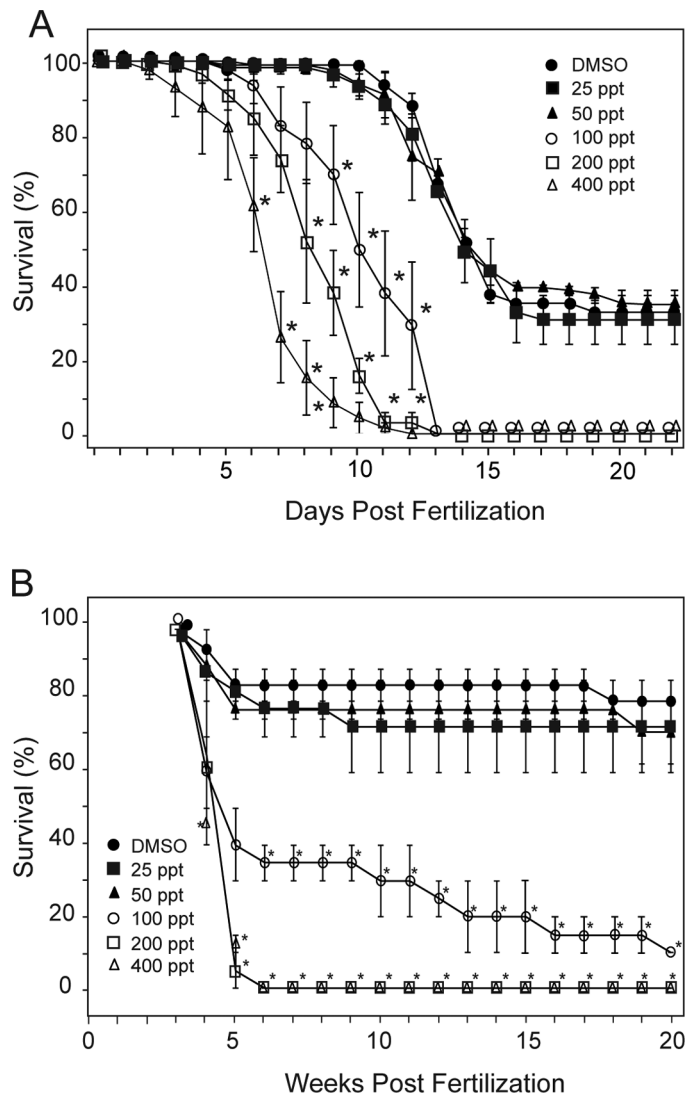 A
100
80
60
40
20
0
Survival (%)
DMSO
25 ppt
50 ppt
100 ppt
200 ppt
400 ppt
* * * * * * * * * * * * *
5 10 15 20
Days Post Fertilization
B
100
80
60
40
20
0
Survival (%)
DMSO
25 ppt
50 ppt
100 ppt
200 ppt
400 ppt
0 5 10 15 20
Weeks Post Fertilization